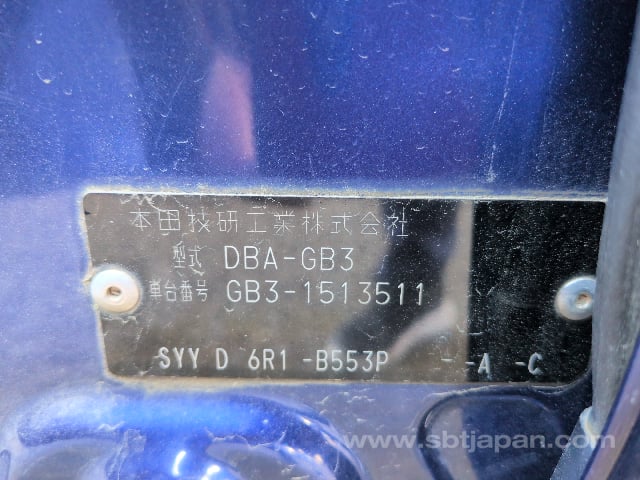 本田技研工業株式会社
型式 DBA-GB3
車台番号 GB3-1513511
SYY D 6R1 -B553P - -A -C
www.sbtjapan.com